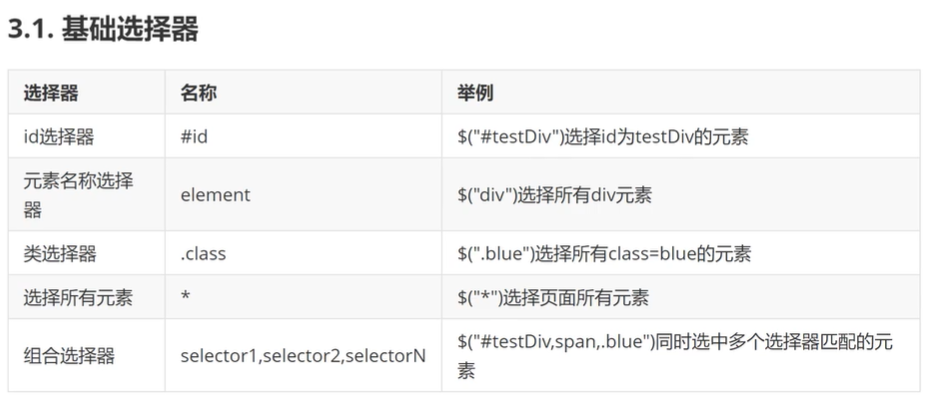 3.1. 基础选择器
选择器 名称 举例
id选择器 #id $("#testDiv")选择id为testDiv的元素
元素名称选择
器 element $("div")选择所有div元素
类选择器 .class $(".blue")选择所有class=blue的元素
选择所有元素 * $("*")选择页面所有元素
组合选择器 selector1,selector2,selectorN $("#testDiv,span,.blue")同时选中多个选择器匹配的元
素